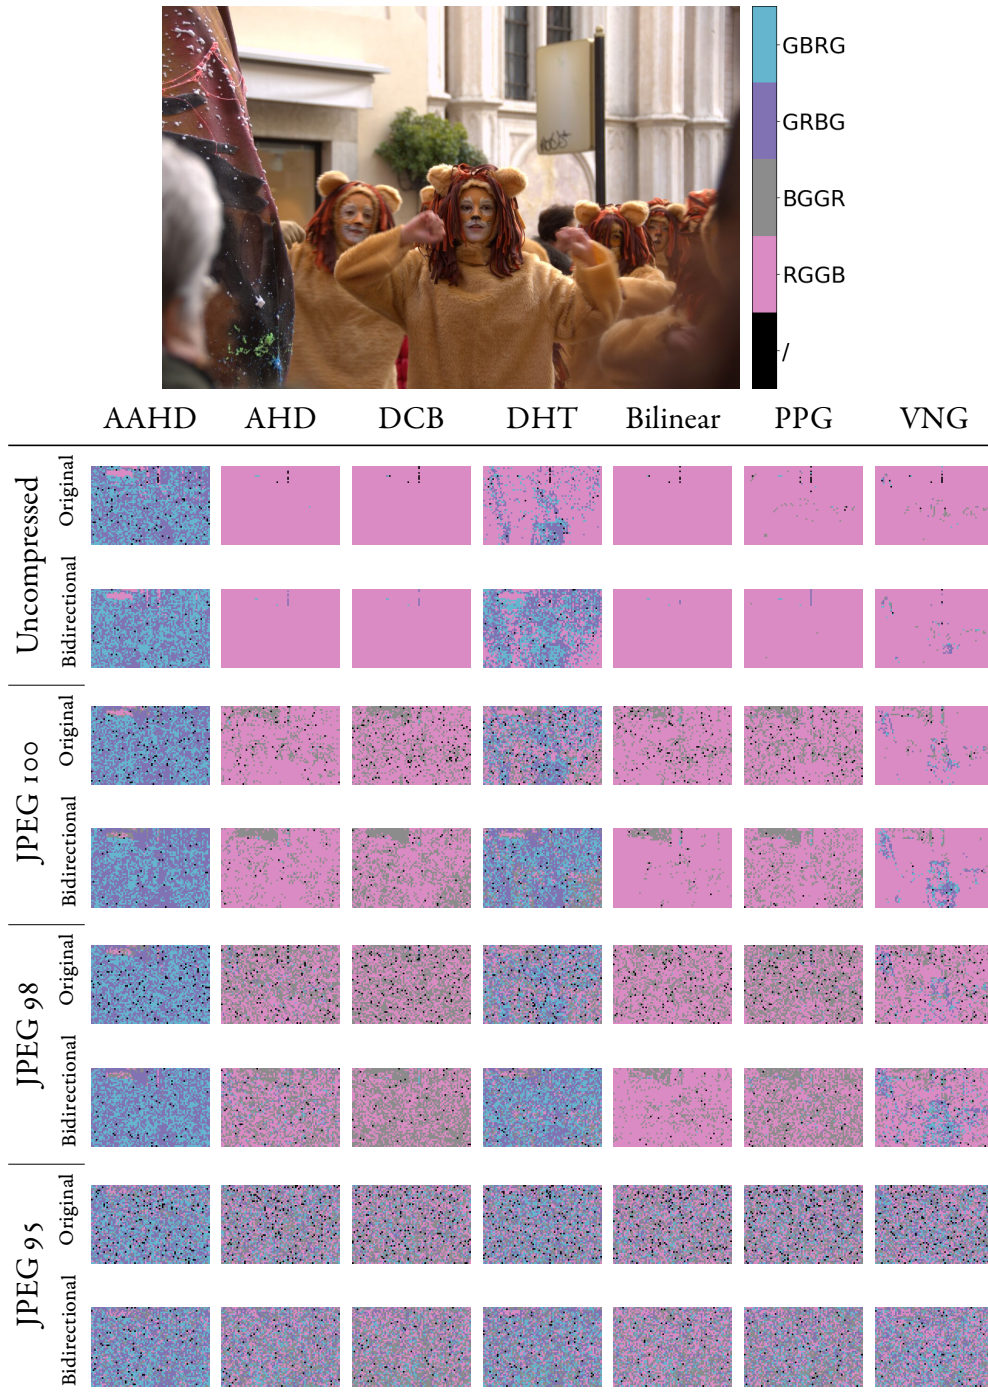 GBRG
GRBG
BGGR
RGGB
/
AAHD AHD DCB DHT Bilinear PPG VNG
Uncompressed
Original
Bidirectional
JPEG 100
Original
Bidirectional
JPEG 98
Original
Bidirectional
JPEG 95
Original
Bidirectional